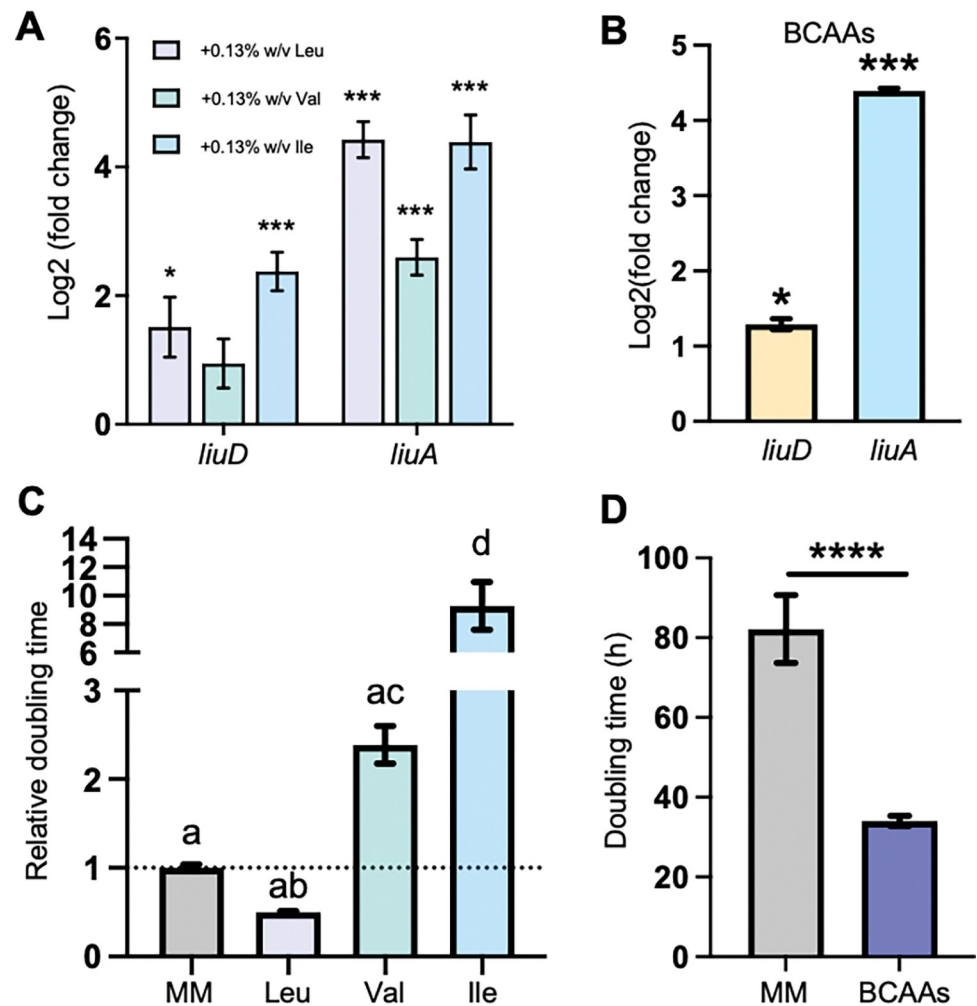 A
Log2 (fold change)
6
4
2
0
+0.13% w/v Leu
+0.13% w/v Val
+0.13% w/v Ile
*
***
***
***
***
liuD
liuA
B
BCAAs
Log2(fold change)
5
4
3
2
1
0
*
***
liuD
liuA
C
Relative doubling time
14
12
10
8
6
3
2
1
0
a
ab
ac
d
MM
Leu
Val
Ile
D
Doubling time (h)
100
80
60
40
20
0
****
MM
BCAAs